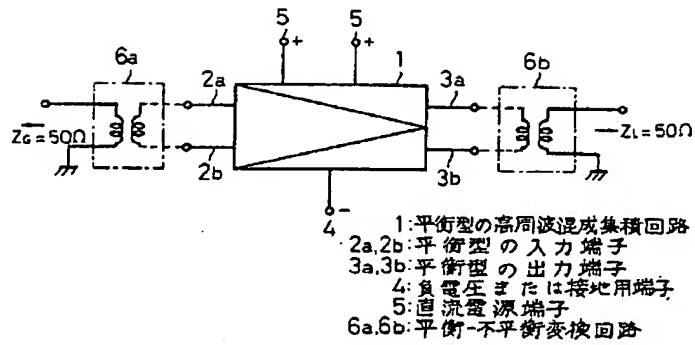 5 5
+ +
1
6a
2a
3a
6b
ZG=50Ω
ZL=50Ω
2b
3b
4 -
1:平衡型の高周波混成集積回路
2a,2b:平衡型の入力端子
3a,3b:平衡型の出力端子
4:負電圧または接地用端子
5:直流電源端子
6a,6b:平衡-不平衡変換回路